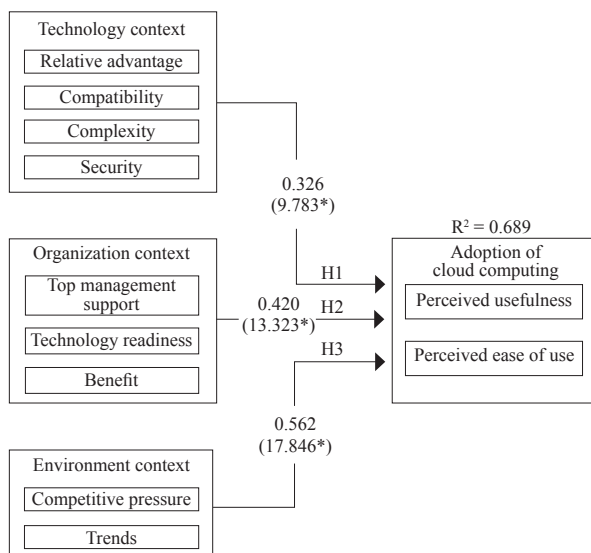 Technology context
Relative advantage
Compatibility
Complexity
Security
0.326
(9.783*)
Organization context
Top management
support
Technology readiness
Benefit
0.420
(13.323*)
H1
H2
H3
R² = 0.689
Adoption of
cloud computing
Perceived usefulness
Perceived ease of use
0.562
(17.846*)
Environment context
Competitive pressure
Trends